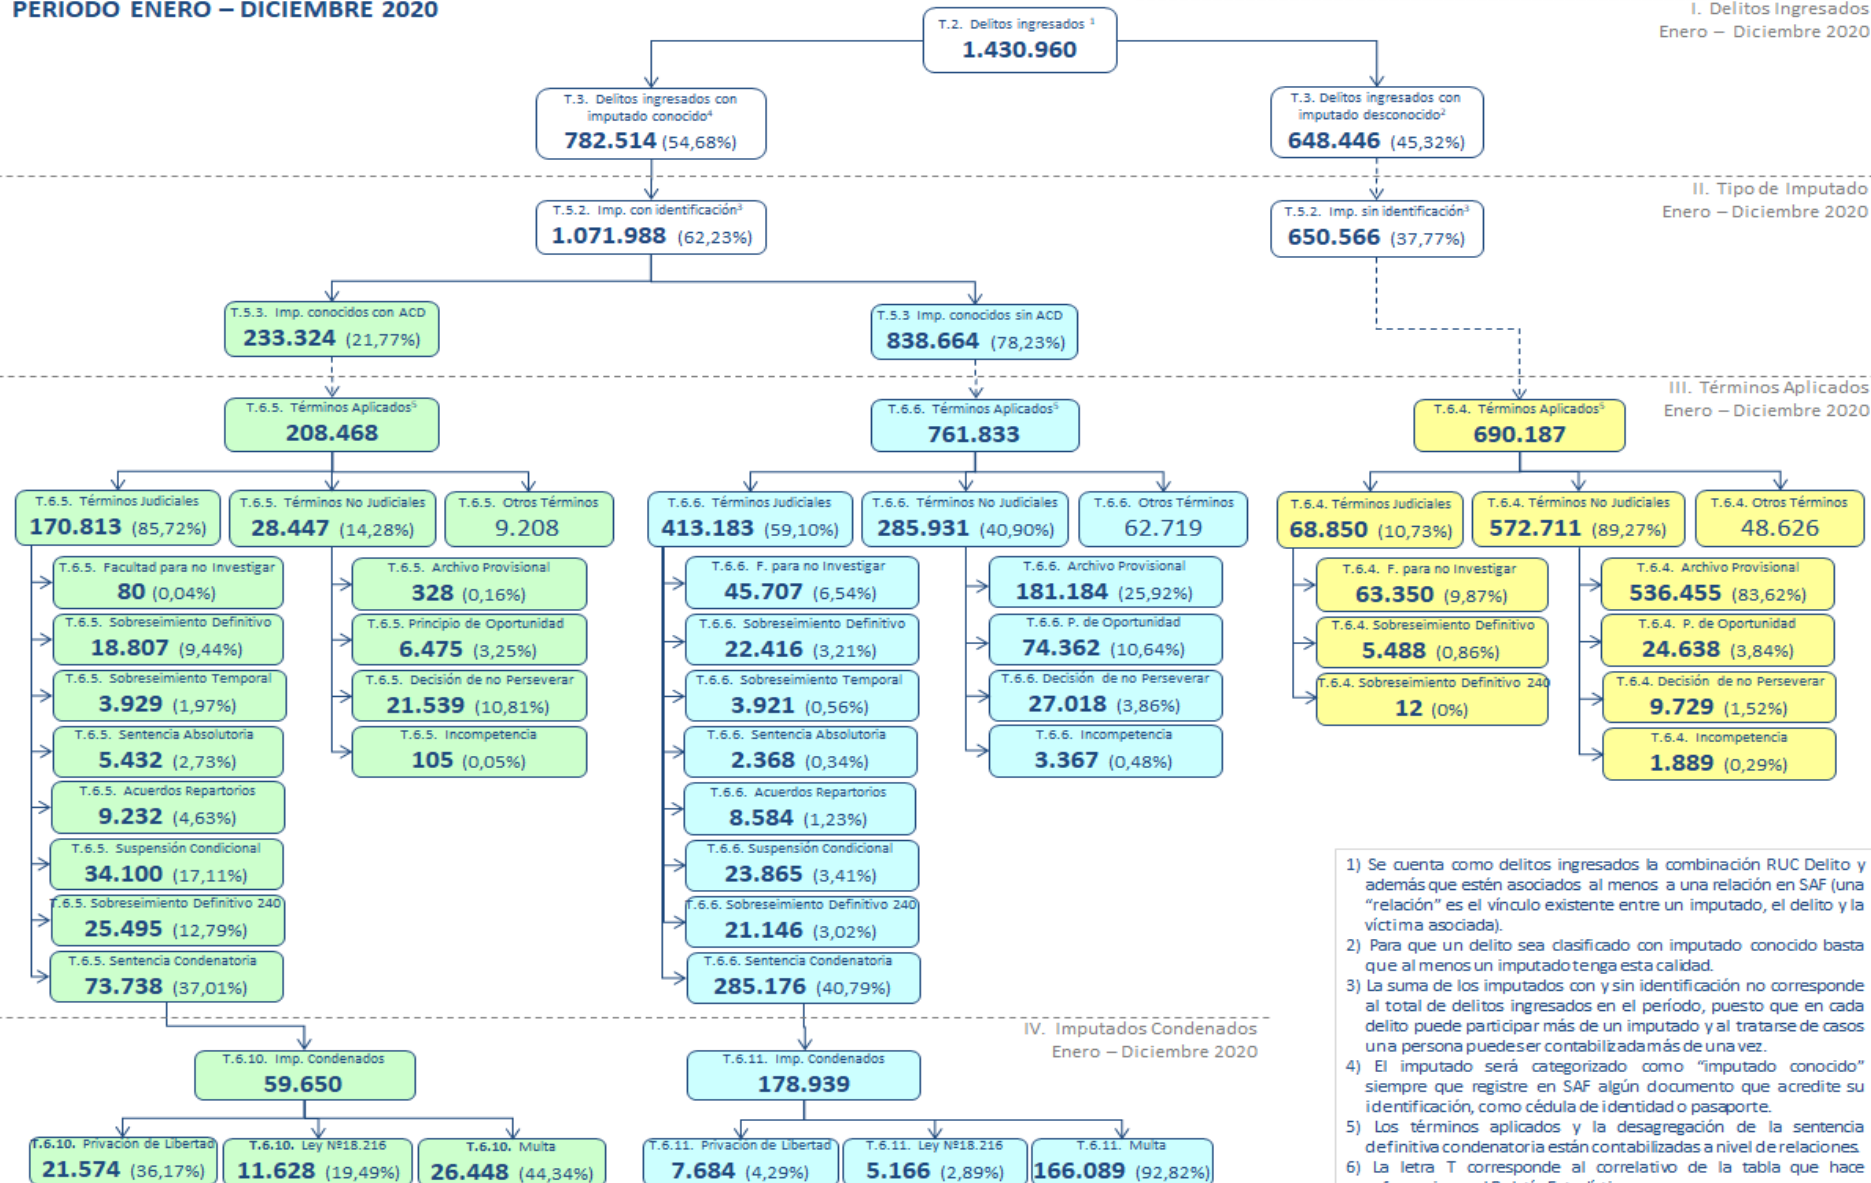 PERIODO ENERO – DICIEMBRE 2020
I. Delitos Ingresados
Enero – Diciembre 2020
T.2. Delitos ingresados ¹
1.430.960
T.3. Delitos ingresados con
imputado conocido⁴
782.514 (54,68%)
T.3. Delitos ingresados con
imputado desconocido²
648.446 (45,32%)
II. Tipo de Imputado
Enero – Diciembre 2020
T.5.2. Imp. con identificación³
1.071.988 (62,23%)
T.5.2. Imp. sin identificación³
650.566 (37,77%)
T.5.3. Imp. conocidos con ACD
233.324 (21,77%)
T.5.3 Imp. conocidos sin ACD
838.664 (78,23%)
III. Términos Aplicados
Enero – Diciembre 2020
T.6.5. Términos Aplicados⁵
208.468
T.6.6. Términos Aplicados⁵
761.833
T.6.4. Términos Aplicados⁵
690.187
T.6.5. Términos Judiciales
170.813 (85,72%)
T.6.5. Términos No Judiciales
28.447 (14,28%)
T.6.5. Otros Términos
9.208
T.6.6. Términos Judiciales
413.183 (59,10%)
T.6.6. Términos No Judiciales
285.931 (40,90%)
T.6.6. Otros Términos
62.719
T.6.4. Términos Judiciales
68.850 (10,73%)
T.6.4. Términos No Judiciales
572.711 (89,27%)
T.6.4. Otros Términos
48.626
T.6.5. Facultad para no Investigar
80 (0,04%)
T.6.5. Sobreseimiento Definitivo
18.807 (9,44%)
T.6.5. Sobreseimiento Temporal
3.929 (1,97%)
T.6.5. Sentencia Absolutoria
5.432 (2,73%)
T.6.5. Acuerdos Repartorios
9.232 (4,63%)
T.6.5. Suspensión Condicional
34.100 (17,11%)
T.6.5. Sobreseimiento Definitivo 240
25.495 (12,79%)
T.6.5. Sentencia Condenatoria
73.738 (37,01%)
T.6.5. Archivo Provisional
328 (0,16%)
T.6.5. Principio de Oportunidad
6.475 (3,25%)
T.6.5. Decisión de no Perseverar
21.539 (10,81%)
T.6.5. Incompetencia
105 (0,05%)
T.6.6. F. para no Investigar
45.707 (6,54%)
T.6.6. Sobreseimiento Definitivo
22.416 (3,21%)
T.6.6. Sobreseimiento Temporal
3.921 (0,56%)
T.6.6. Sentencia Absolutoria
2.368 (0,34%)
T.6.6. Acuerdos Repartorios
8.584 (1,23%)
T.6.6. Suspensión Condicional
23.865 (3,41%)
T.6.6. Sobreseimiento Definitivo 240
21.146 (3,02%)
T.6.6. Sentencia Condenatoria
285.176 (40,79%)
T.6.6. Archivo Provisional
181.184 (25,92%)
T.6.6. P. de Oportunidad
74.362 (10,64%)
T.6.6. Decisión de no Perseverar
27.018 (3,86%)
T.6.6. Incompetencia
3.367 (0,48%)
T.6.4. F. para no Investigar
63.350 (9,87%)
T.6.4. Sobreseimiento Definitivo
5.488 (0,86%)
T.6.4. Sobreseimiento Definitivo 240
12 (0%)
T.6.4. Archivo Provisional
536.455 (83,62%)
T.6.4. P. de Oportunidad
24.638 (3,84%)
T.6.4. Decisión de no Perseverar
9.729 (1,52%)
T.6.4. Incompetencia
1.889 (0,29%)
IV. Imputados Condenados
Enero – Diciembre 2020
T.6.10. Imp. Condenados
59.650
T.6.11. Imp. Condenados
178.939
T.6.10. Privación de Libertad
21.574 (36,17%)
T.6.10. Ley Nº18.216
11.628 (19,49%)
T.6.10. Multa
26.448 (44,34%)
T.6.11. Privación de Libertad
7.684 (4,29%)
T.6.11. Ley Nº18.216
5.166 (2,89%)
T.6.11. Multa
166.089 (92,82%)
1) Se cuenta como delitos ingresados la combinación RUC Delito y
además que estén asociados al menos a una relación en SAF (una
“relación” es el vínculo existente entre un imputado, el delito y la
víctima asociada).
2) Para que un delito sea clasificado con imputado conocido basta
que al menos un imputado tenga esta calidad.
3) La suma de los imputados con y sin identificación no corresponde
al total de delitos ingresados en el período, puesto que en cada
delito puede participar más de un imputado y al tratarse de casos
una persona puede ser contabilizada más de una vez.
4) El imputado será categorizado como “imputado conocido”
siempre que registre en SAF algún documento que acredite su
identificación, como cédula de identidad o pasaporte.
5) Los términos aplicados y la desagregación de la sentencia
definitiva condenatoria están contabilizadas a nivel de relaciones.
6) La letra T corresponde al correlativo de la tabla que hace